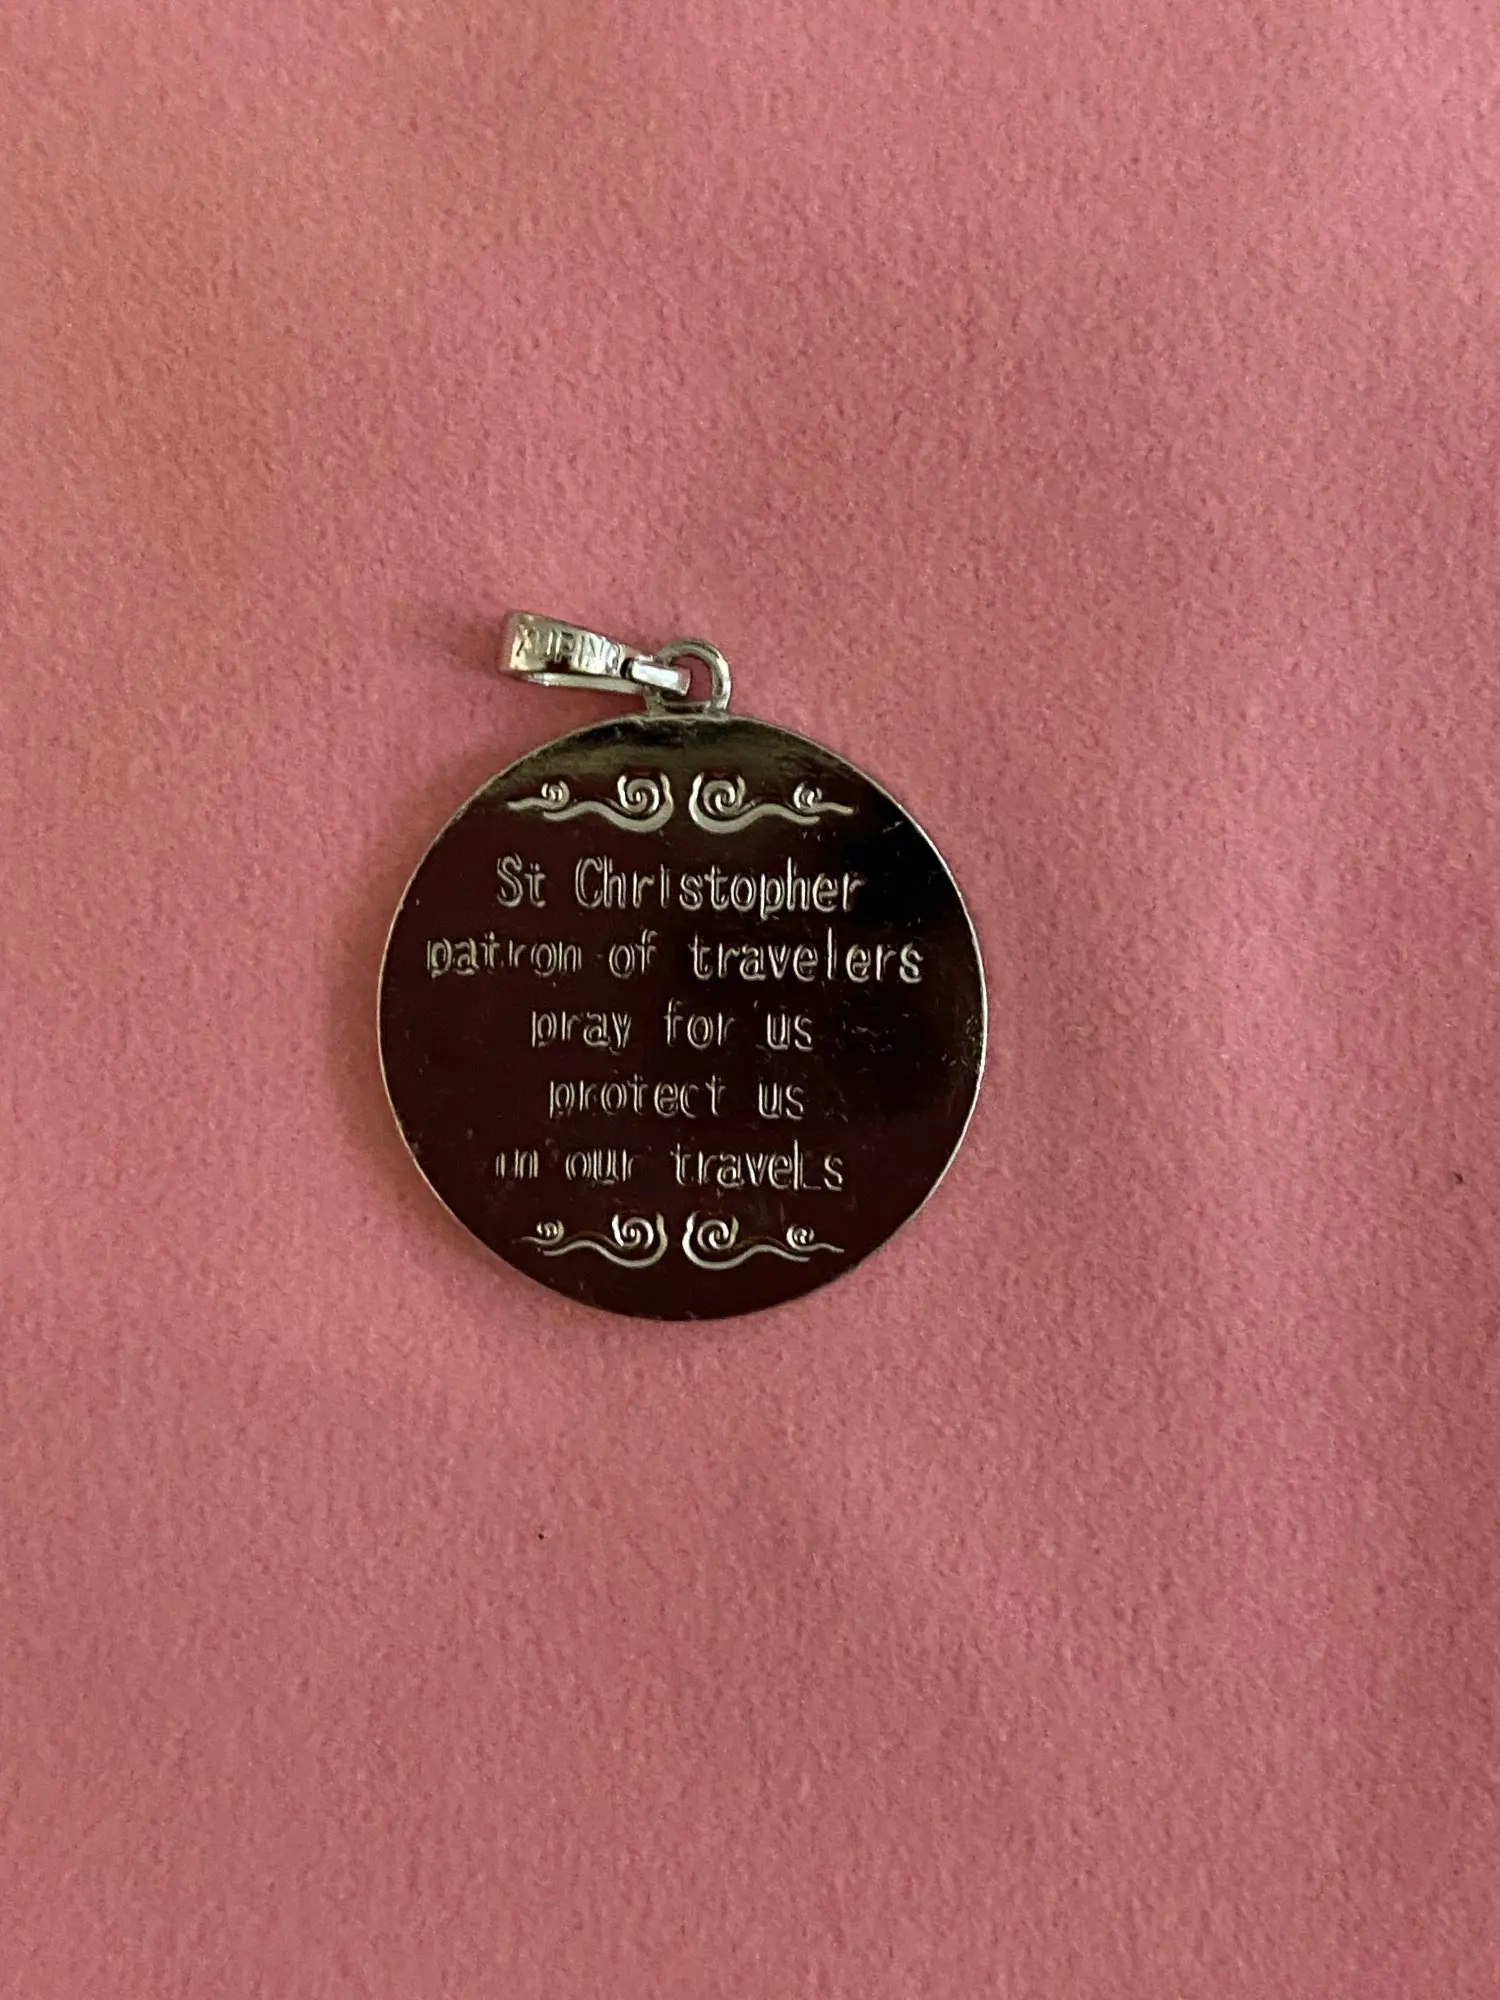 St Christopher
patron of travelers
pray for us
protect us
in our travels